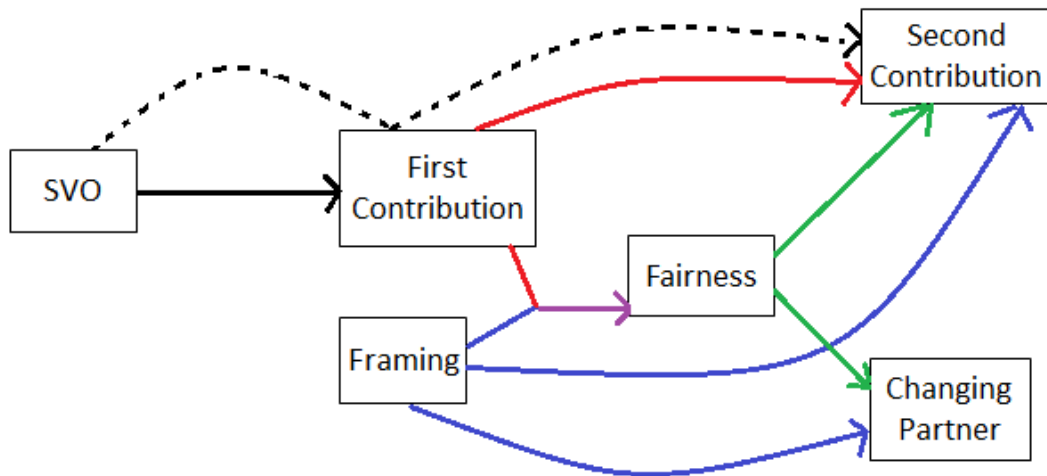 Second
Contribution
First
Contribution
SVO
Fairness
Framing
Changing
Partner